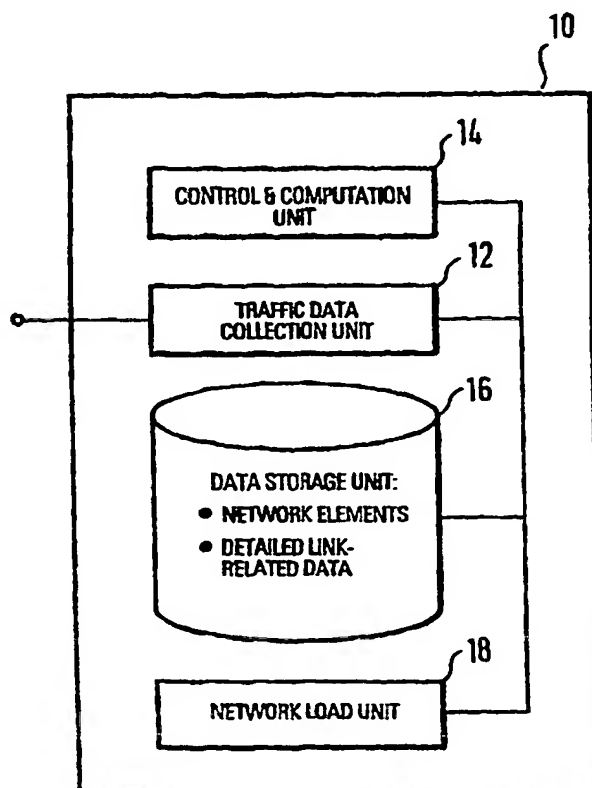 10
14
CONTROL & COMPUTATION
UNIT
12
TRAFFIC DATA
COLLECTION UNIT
16
DATA STORAGE UNIT:
● NETWORK ELEMENTS
● DETAILED LINK-
RELATED DATA
18
NETWORK LOAD UNIT